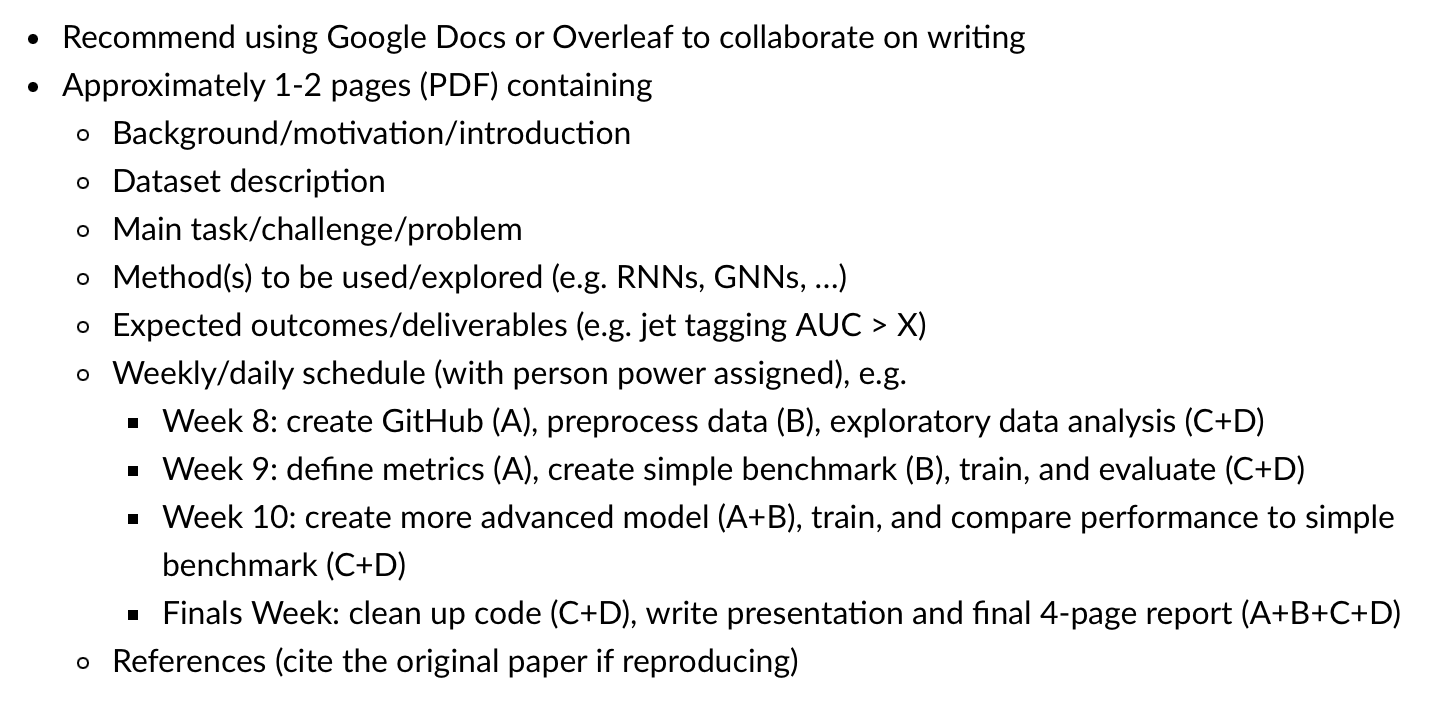 • Recommend using Google Docs or Overleaf to collaborate on writing
• Approximately 1-2 pages (PDF) containing
◦ Background/motivation/introduction
◦ Dataset description
◦ Main task/challenge/problem
◦ Method(s) to be used/explored (e.g. RNNs, GNNs, ...)
◦ Expected outcomes/deliverables (e.g. jet tagging AUC > X)
◦ Weekly/daily schedule (with person power assigned), e.g.
▪ Week 8: create GitHub (A), preprocess data (B), exploratory data analysis (C+D)
▪ Week 9: define metrics (A), create simple benchmark (B), train, and evaluate (C+D)
▪ Week 10: create more advanced model (A+B), train, and compare performance to simple
benchmark (C+D)
▪ Finals Week: clean up code (C+D), write presentation and final 4-page report (A+B+C+D)
◦ References (cite the original paper if reproducing)